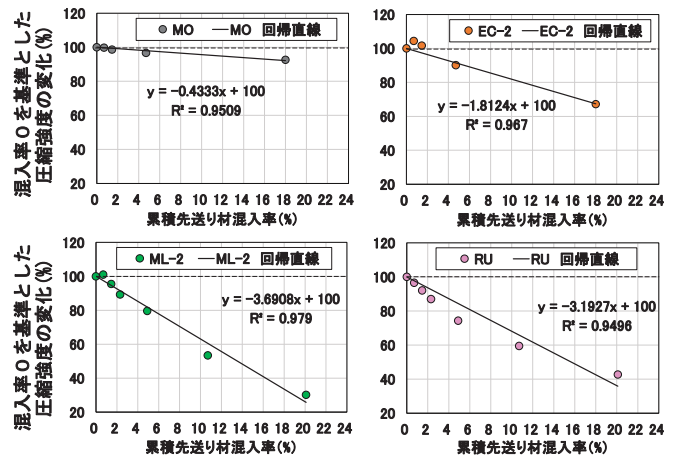 MO MO 回帰直線
120
100
80
60
40
20
y = -0.4333x + 100
R² = 0.9509
0 2 4 6 8 10 12 14 16 18 20 22 24
累積先送り材混入率(%)
混入率０を基準とした
圧縮強度の変化(%)
EC-2 EC-2 回帰直線
120
100
80
60
40
20
y = -1.8124x + 100
R² = 0.967
0 2 4 6 8 10 12 14 16 18 20 22 24
累積先送り材混入率(%)
ML-2 ML-2 回帰直線
120
100
80
60
40
20
y = -3.6908x + 100
R² = 0.979
0 2 4 6 8 10 12 14 16 18 20 22 24
累積先送り材混入率(%)
混入率０を基準とした
圧縮強度の変化(%)
RU RU 回帰直線
120
100
80
60
40
20
y = -3.1927x + 100
R² = 0.9496
0 2 4 6 8 10 12 14 16 18 20 22 24
累積先送り材混入率(%)